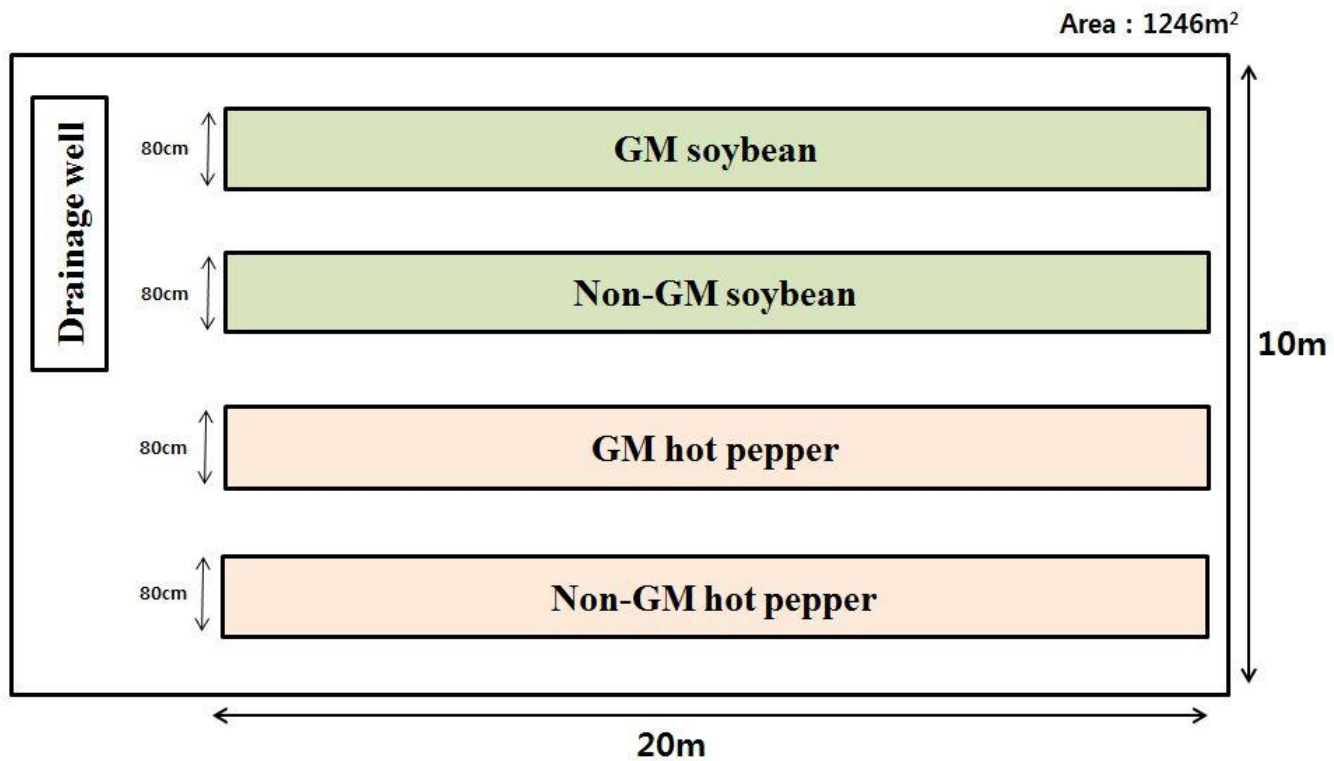 Area : 1246m²
Drainage well
80cm
GM soybean
80cm
Non-GM soybean
10m
80cm
GM hot pepper
80cm
Non-GM hot pepper
20m